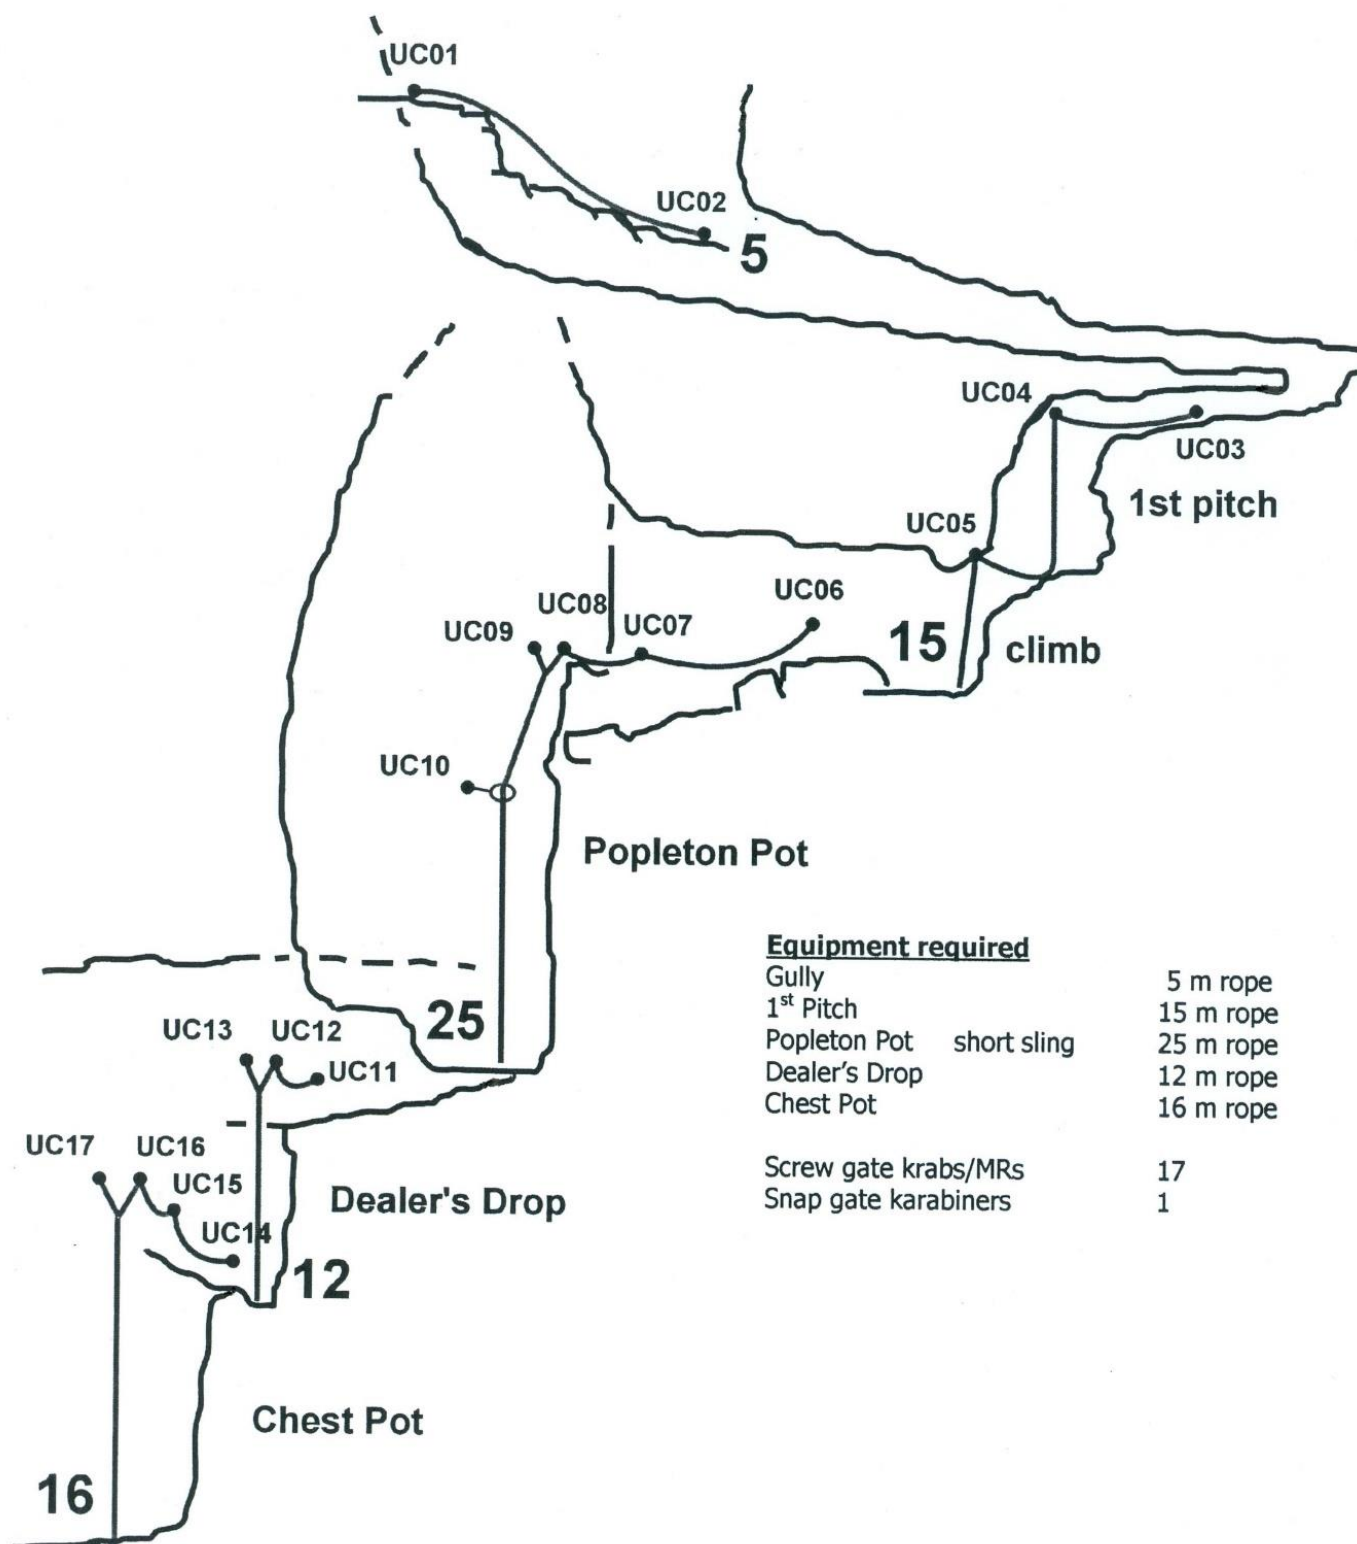 UC01
UC02
5
UC04
UC03
1st pitch
UC05
UC06
UC08
UC07
UC09
15
climb
UC10
Popleton Pot
Equipment required
Gully 5 m rope
1st Pitch 15 m rope
Popleton Pot short sling 25 m rope
Dealer's Drop 12 m rope
Chest Pot 16 m rope
Screw gate krabs/MRs 17
Snap gate karabiners 1
25
UC13
UC12
UC11
UC17
UC16
UC15
UC14
Dealer's Drop
12
Chest Pot
16